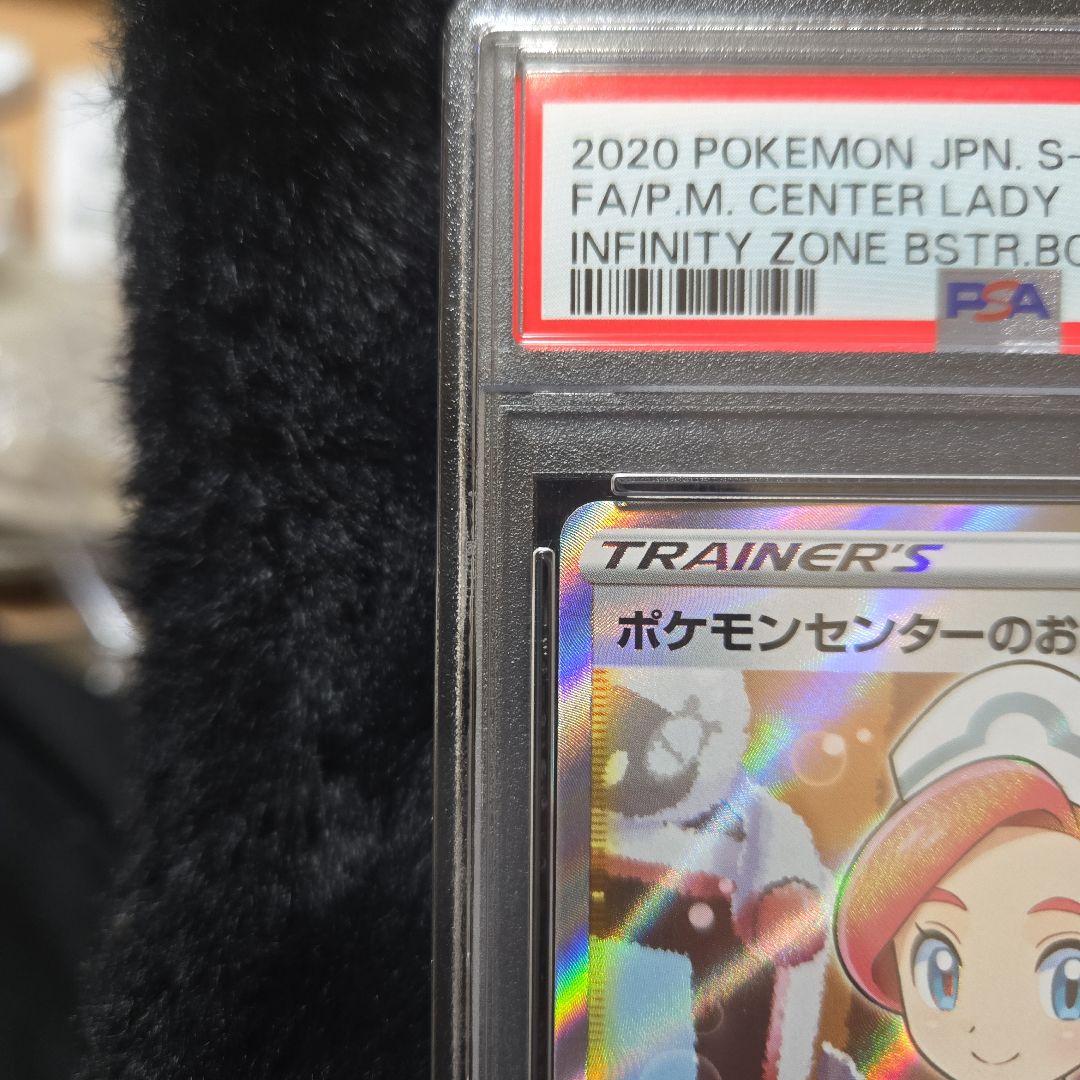 2020 POKEMON JPN. S-
FA/P.M. CENTER LADY
INFINITY ZONE BSTR.BO
PSA
TRAINER'S
ポケモンセンターのお